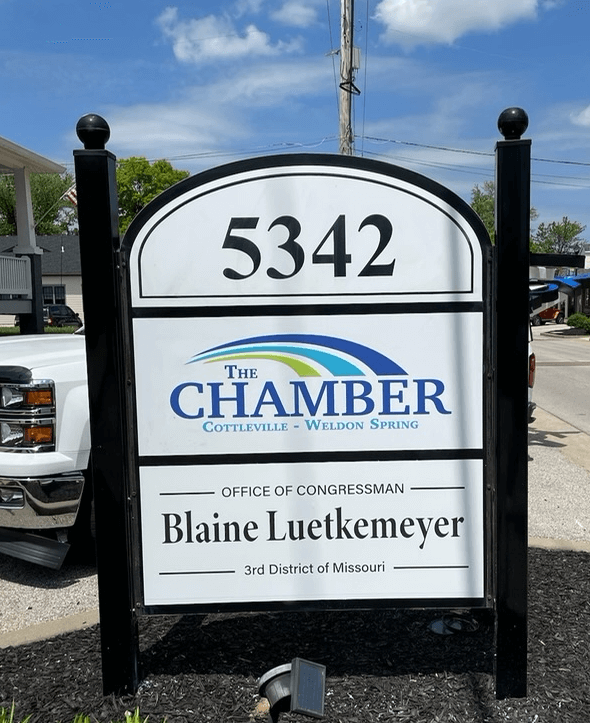 5342
THE
CHAMBER
COTTLEVILLE - WELDON SPRING
OFFICE OF CONGRESSMAN
Blaine Luetkemeyer
3rd District of Missouri